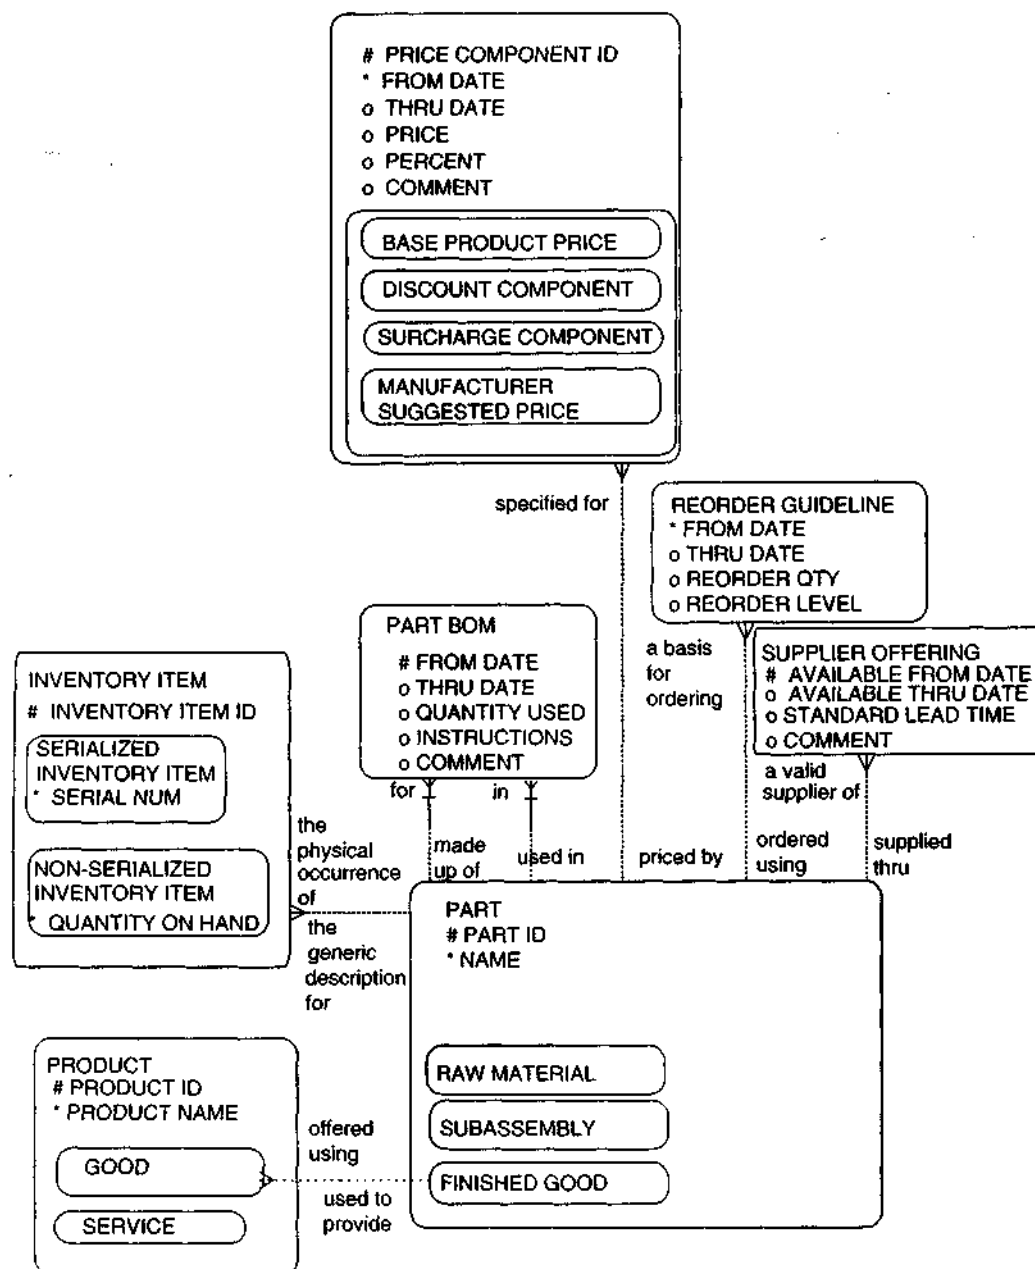 # PRICE COMPONENT ID
* FROM DATE
o THRU DATE
o PRICE
o PERCENT
o COMMENT
BASE PRODUCT PRICE
DISCOUNT COMPONENT
SURCHARGE COMPONENT
MANUFACTURER
SUGGESTED PRICE
specified for
REORDER GUIDELINE
* FROM DATE
o THRU DATE
o REORDER QTY
o REORDER LEVEL
a basis
for
ordering
SUPPLIER OFFERING
# AVAILABLE FROM DATE
o AVAILABLE THRU DATE
o STANDARD LEAD TIME
o COMMENT
a valid
supplier of
PART BOM
# FROM DATE
o THRU DATE
o QUANTITY USED
o INSTRUCTIONS
o COMMENT
for
in
INVENTORY ITEM
# INVENTORY ITEM ID
SERIALIZED
INVENTORY ITEM
* SERIAL NUM
NON-SERIALIZED
INVENTORY ITEM
* QUANTITY ON HAND
the
physical
occurrence
of
made
up of
used in
priced by
ordered
using
supplied
thru
the
generic
description
for
PART
# PART ID
* NAME
RAW MATERIAL
SUBASSEMBLY
FINISHED GOOD
PRODUCT
# PRODUCT ID
* PRODUCT NAME
GOOD
SERVICE
offered
using
used to
provide